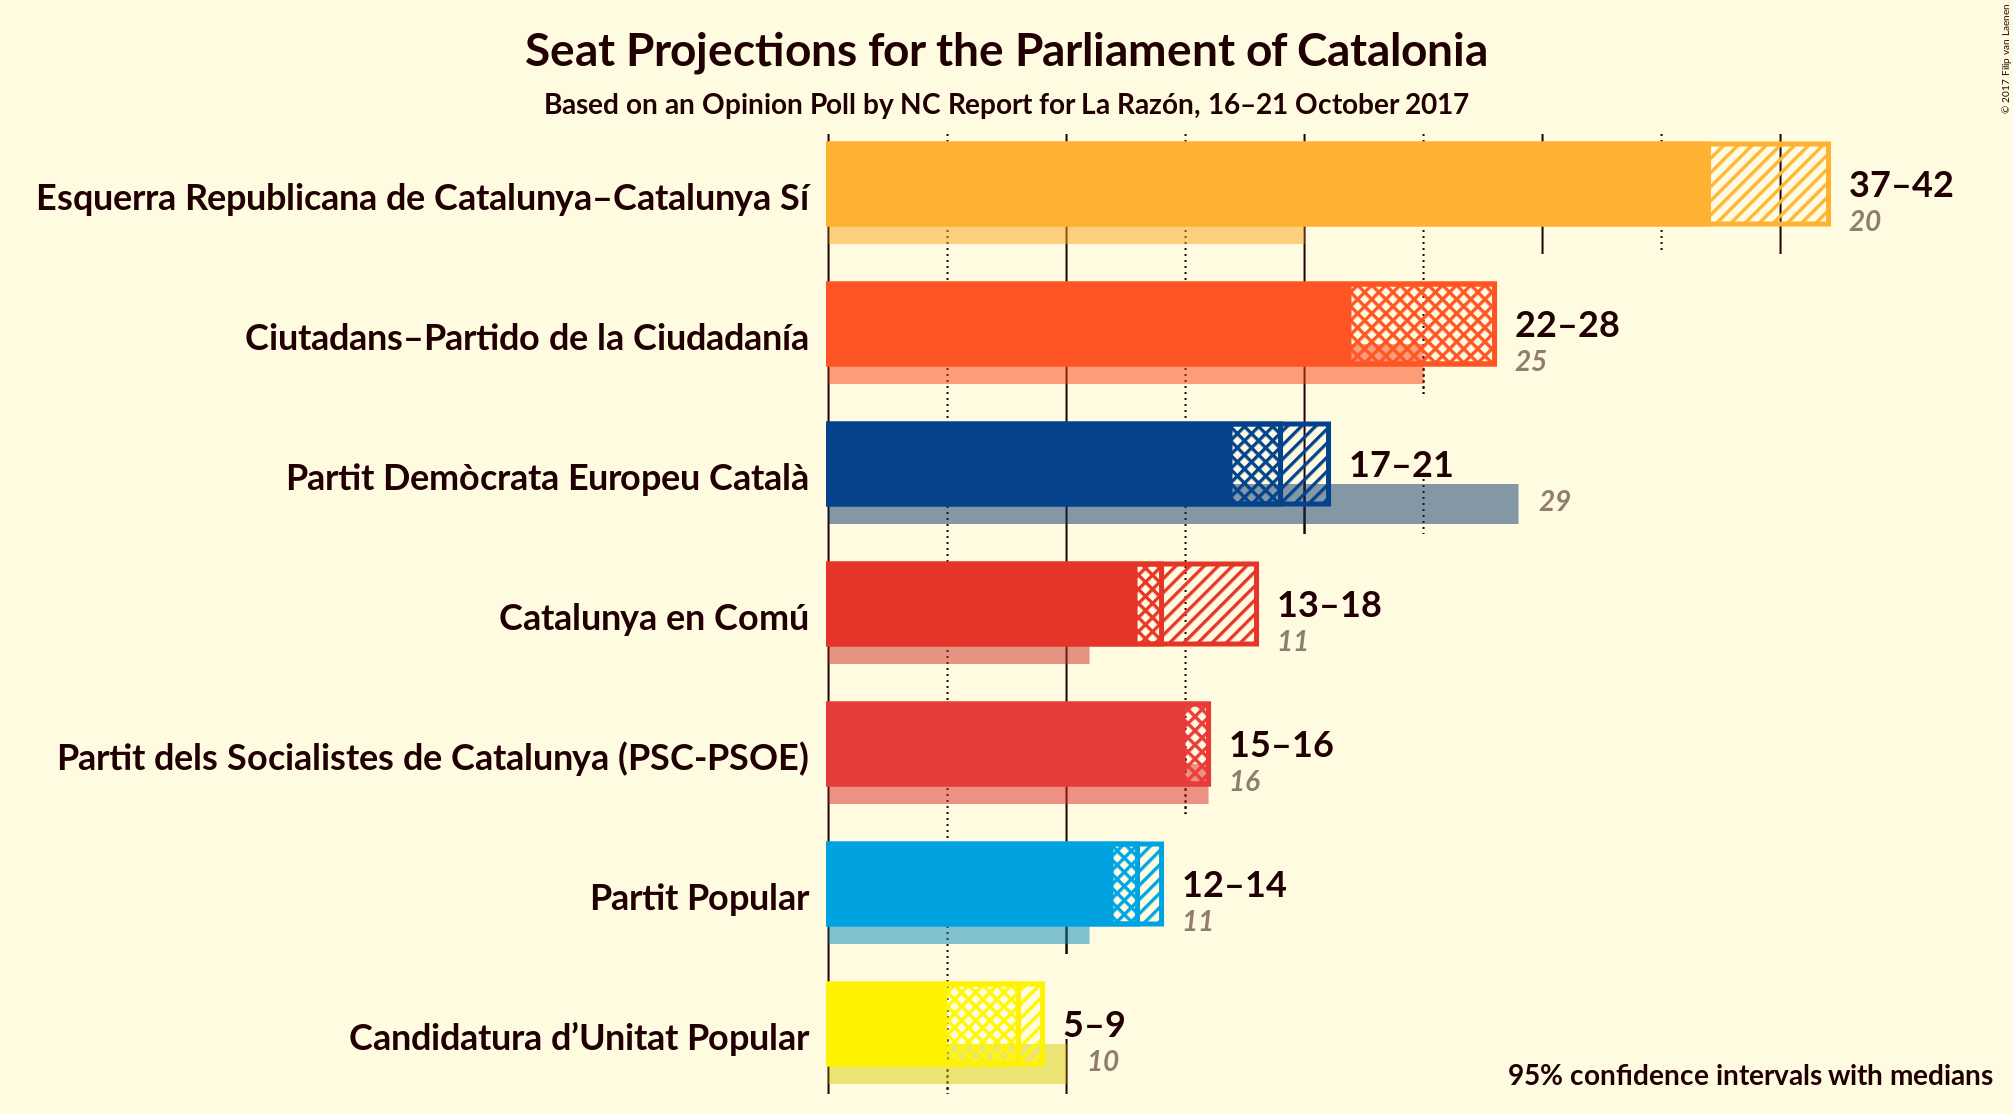 Seat Projections for the Parliament of Catalonia
Based on an Opinion Poll by NC Report for La Razón, 16–21 October 2017
© 2017 Filip van Laenen
Esquerra Republicana de Catalunya–Catalunya Sí
37–42
20
Ciutadans–Partido de la Ciudadanía
22–28
25
Partit Demòcrata Europeu Català
17–21
29
Catalunya en Comú
13–18
11
Partit dels Socialistes de Catalunya (PSC-PSOE)
15–16
16
Partit Popular
12–14
11
Candidatura d’Unitat Popular
5–9
10
95% confidence intervals with medians